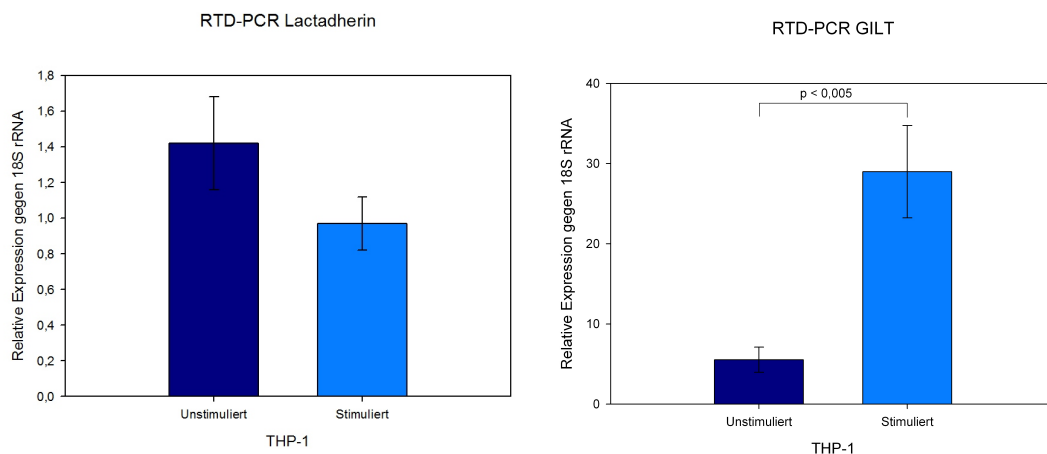 RTD-PCR Lactadherin
Relative Expression gegen 18S rRNA
1,8
1,6
1,4
1,2
1,0
0,8
0,6
0,4
0,2
0,0
Unstimuliert
Stimuliert
THP-1
RTD-PCR GILT
Relative Expression gegen 18S rRNA
40
30
20
10
0
p < 0,005
Unstimuliert
Stimuliert
THP-1